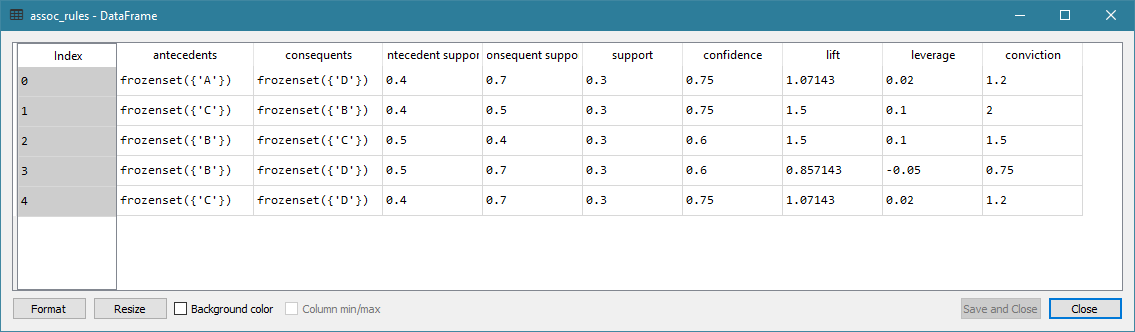 assoc_rules - DataFrame
Index antecedents consequents ntecedent suppor onsequent suppo support confidence lift leverage conviction
0 frozenset({'A'}) frozenset({'D'}) 0.4 0.7 0.3 0.75 1.07143 0.02 1.2
1 frozenset({'C'}) frozenset({'B'}) 0.4 0.5 0.3 0.75 1.5 0.1 2
2 frozenset({'B'}) frozenset({'C'}) 0.5 0.4 0.3 0.6 1.5 0.1 1.5
3 frozenset({'B'}) frozenset({'D'}) 0.5 0.7 0.3 0.6 0.857143 -0.05 0.75
4 frozenset({'C'}) frozenset({'D'}) 0.4 0.7 0.3 0.75 1.07143 0.02 1.2
Format Resize Background color Column min/max Save and Close Close